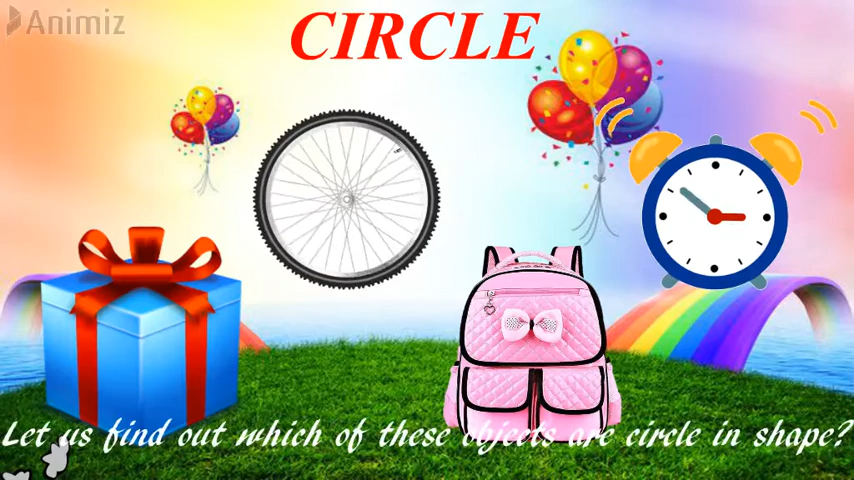 Animiz
CIRCLE
Let us find out which of these objects are circle in shape?